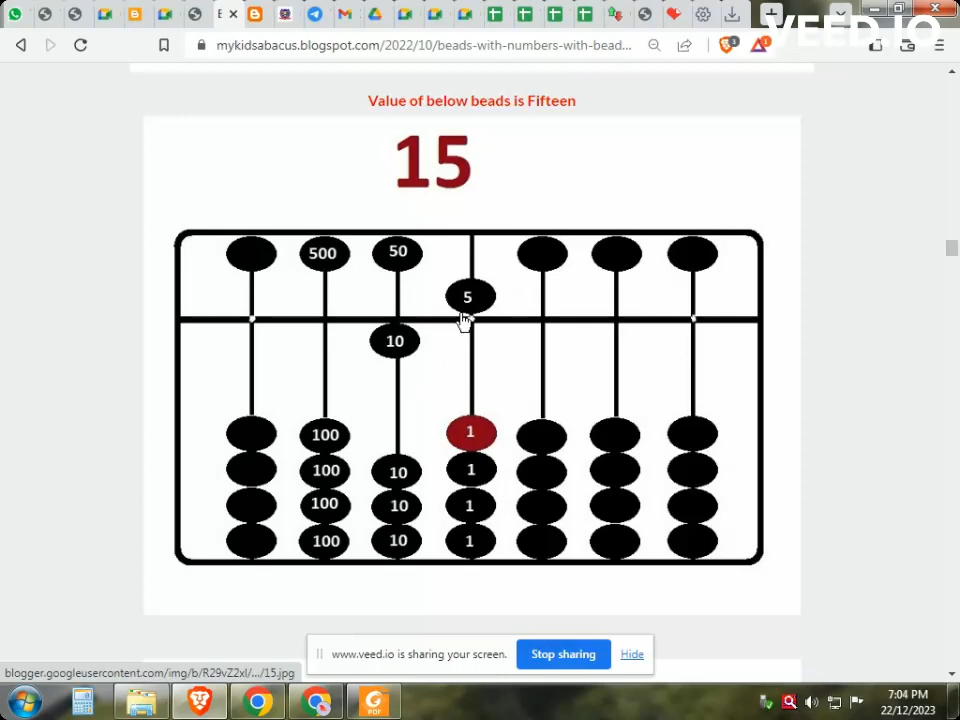 E
VEED.IO
mykidsabacus.blogspot.com/2022/10/beads-with-numbers-with-bead...
3
1
Value of below beads is Fifteen
15
500 50
5
10
100 1
100 10 1
100 10 1
100 10 1
www.veed.io is sharing your screen. Stop sharing Hide
blogger.googleusercontent.com/img/b/R29vZ2xl/.../15.jpg
PDF
7:04 PM
22/12/2023